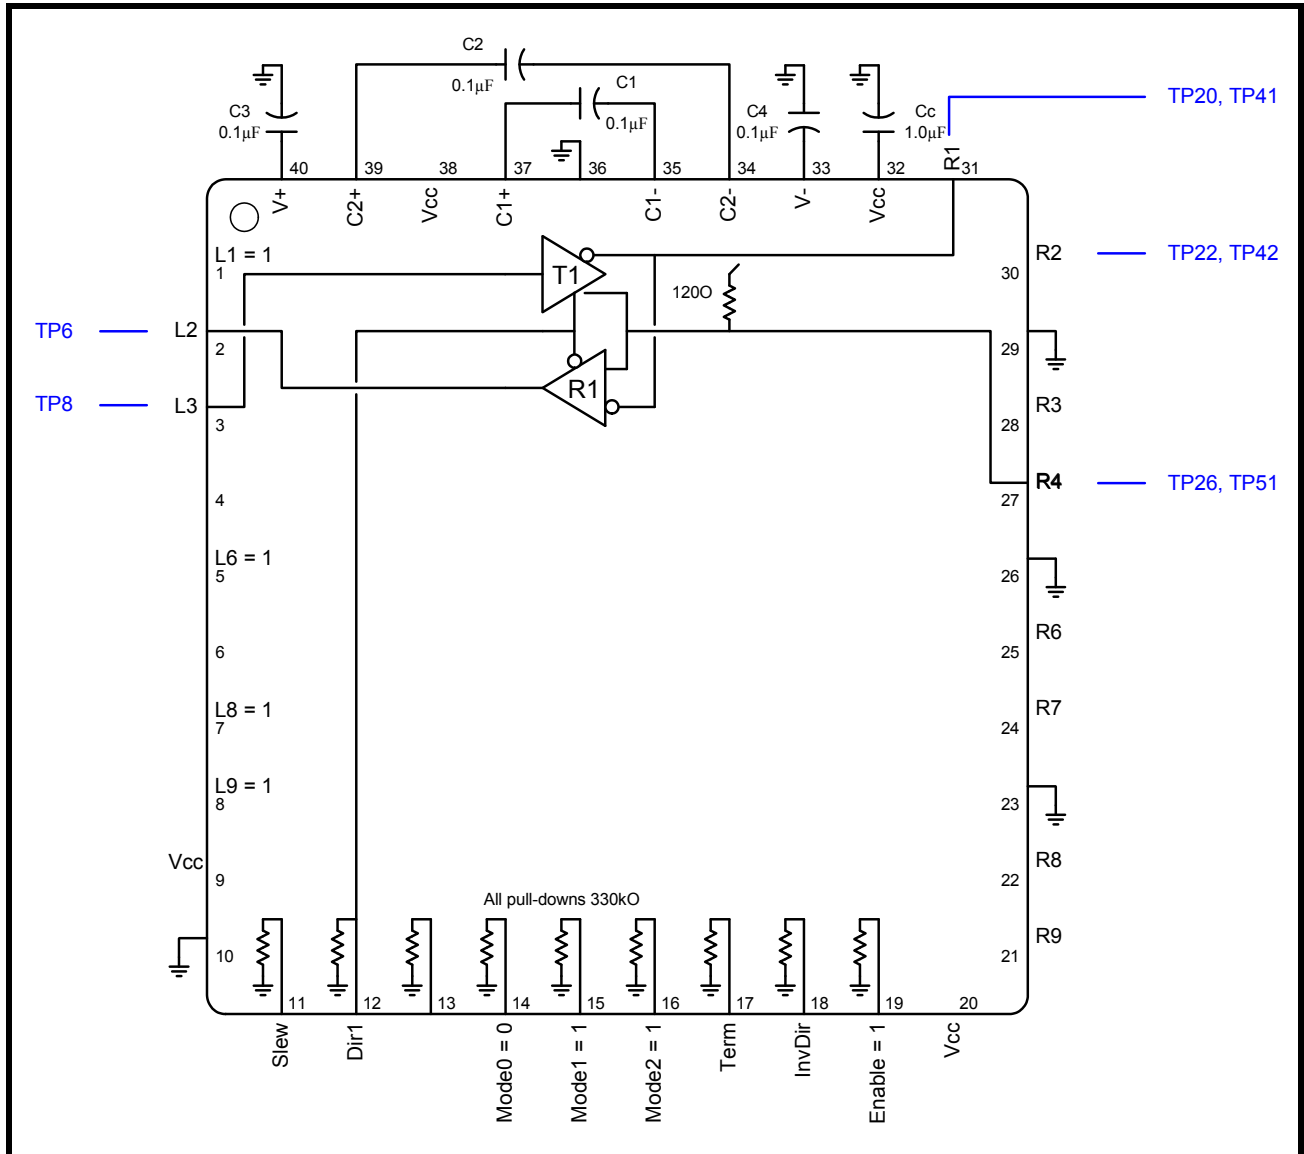 C2
0.1µF
C1
0.1µF
C3
0.1µF
C4
0.1µF
Cc
1.0µF
TP20, TP41
R1
40
39
38
37
36
35
34
33
32
31
V+
C2+
Vcc
C1+
C1-
C2-
V-
Vcc
L1 = 1
1
T1
120O
R2
30
TP22, TP42
TP6
L2
2
29
R1
TP8
L3
3
R3
28
4
R4
27
TP26, TP51
L6 = 1
5
26
6
R6
25
L8 = 1
7
R7
24
L9 = 1
8
23
Vcc
9
R8
22
All pull-downs 330kO
10
R9
21
11
12
13
14
15
16
17
18
19
20
Slew
Dir1
Mode0 = 0
Mode1 = 1
Mode2 = 1
Term
InvDir
Enable = 1
Vcc